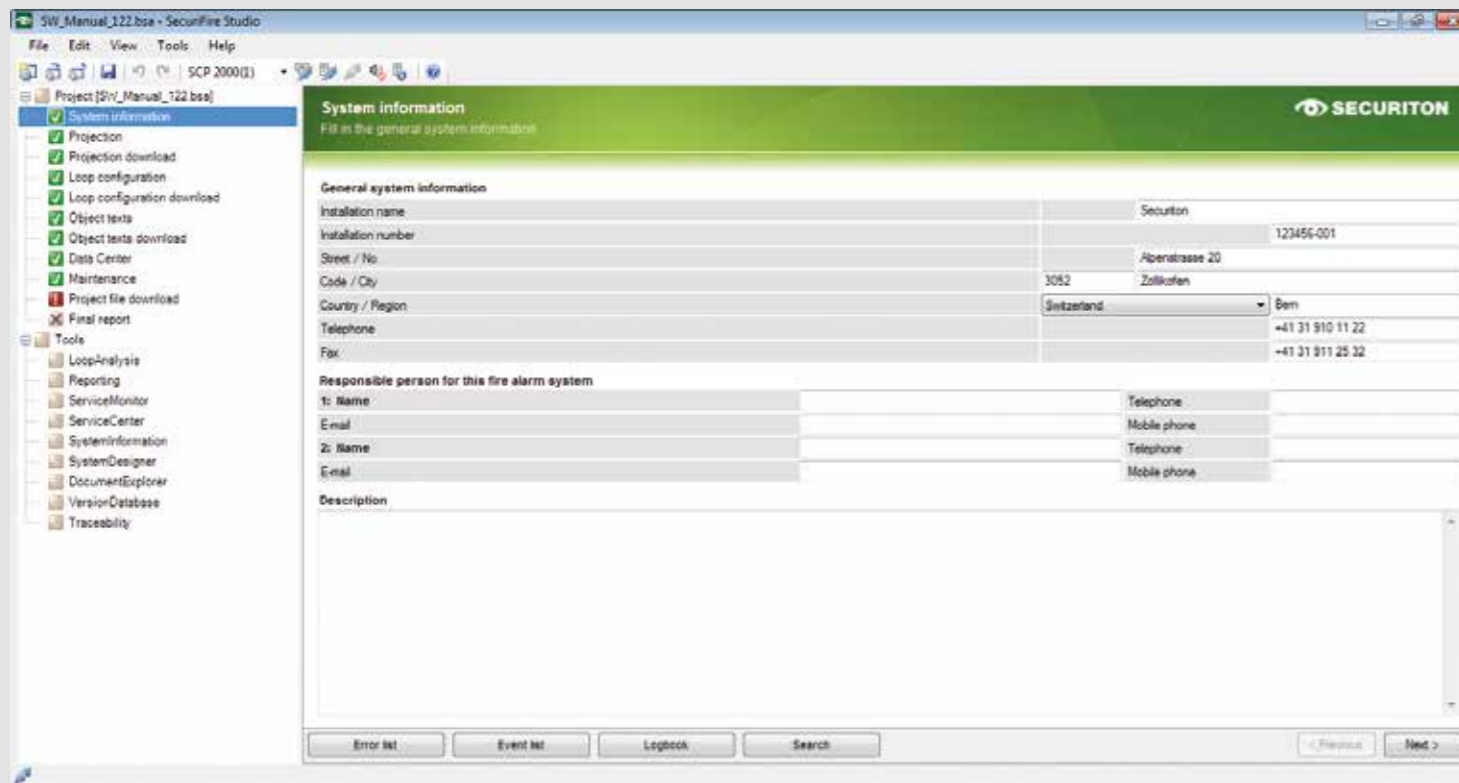 SW_Manual_122.bsa - SecuriFire Studio
File Edit View Tools Help
SCP 2000(1)
Project [SW_Manual_122.bsa]
System information
Projection
Projection download
Loop configuration
Loop configuration download
Object texts
Object texts download
Data Center
Maintenance
Project file download
Final report
Tools
LoopAnalysis
Reporting
ServiceMonitor
ServiceCenter
SystemInformation
SystemDesigner
DocumentExplorer
VersionDatabase
Traceability
System information
Fill in the general system information
SECURITON
General system information
Installation name Securiton
Installation number 123456-001
Street / No. Alpenstrasse 20
Code / City 3052 Zollikofen
Country / Region Switzerland Bern
Telephone +41 31 910 11 22
Fax +41 31 911 25 32
Responsible person for this fire alarm system
1: Name Telephone
E-mail Mobile phone
2: Name Telephone
E-mail Mobile phone
Description
Error list Event list Logbook Search < Previous Next >